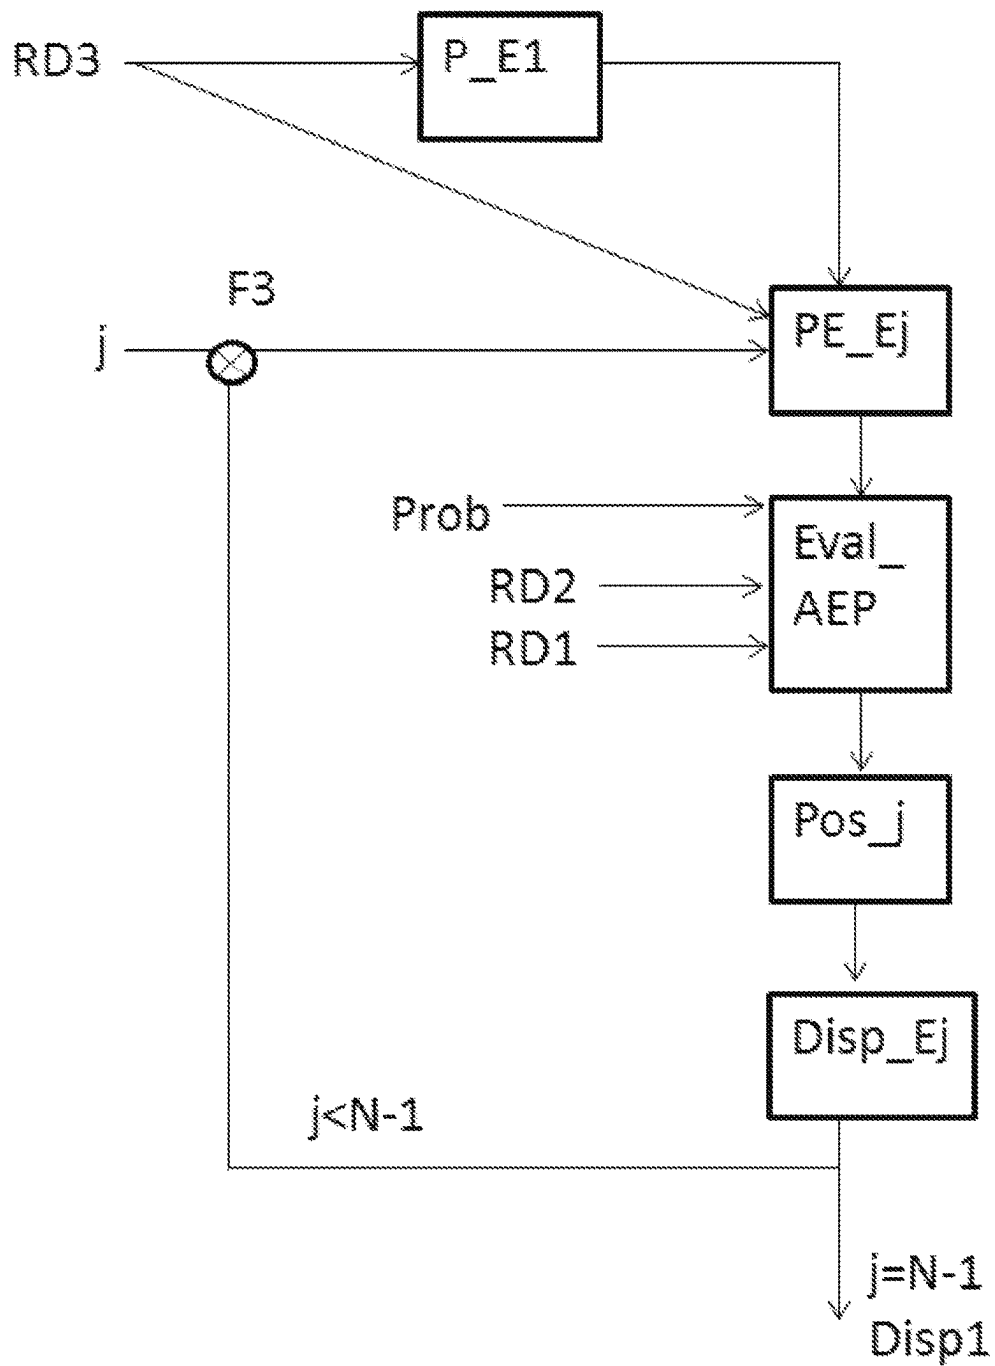 RD3
P_E1
F3
j
PE_Ej
Prob
Eval_
RD2
AEP
RD1
Pos_j
Disp_Ej
j<N-1
j=N-1
Disp1